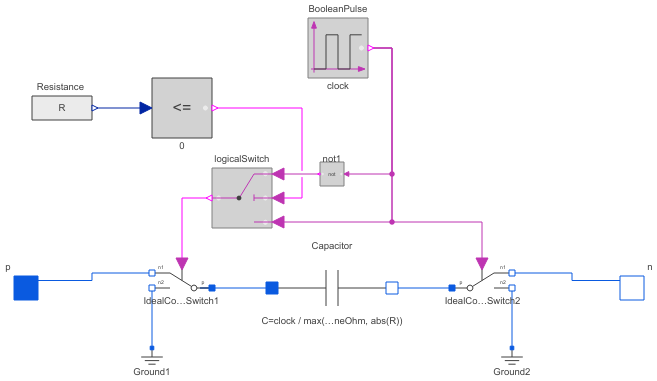 BooleanPulse
clock
Resistance
R
<=
0
logicalSwitch
not1
not
Capacitor
p
n
n1
n2
p
IdealCo...Switch1
n1
n2
p
IdealCo...Switch2
C=clock / max(...neOhm, abs(R))
Ground1
Ground2